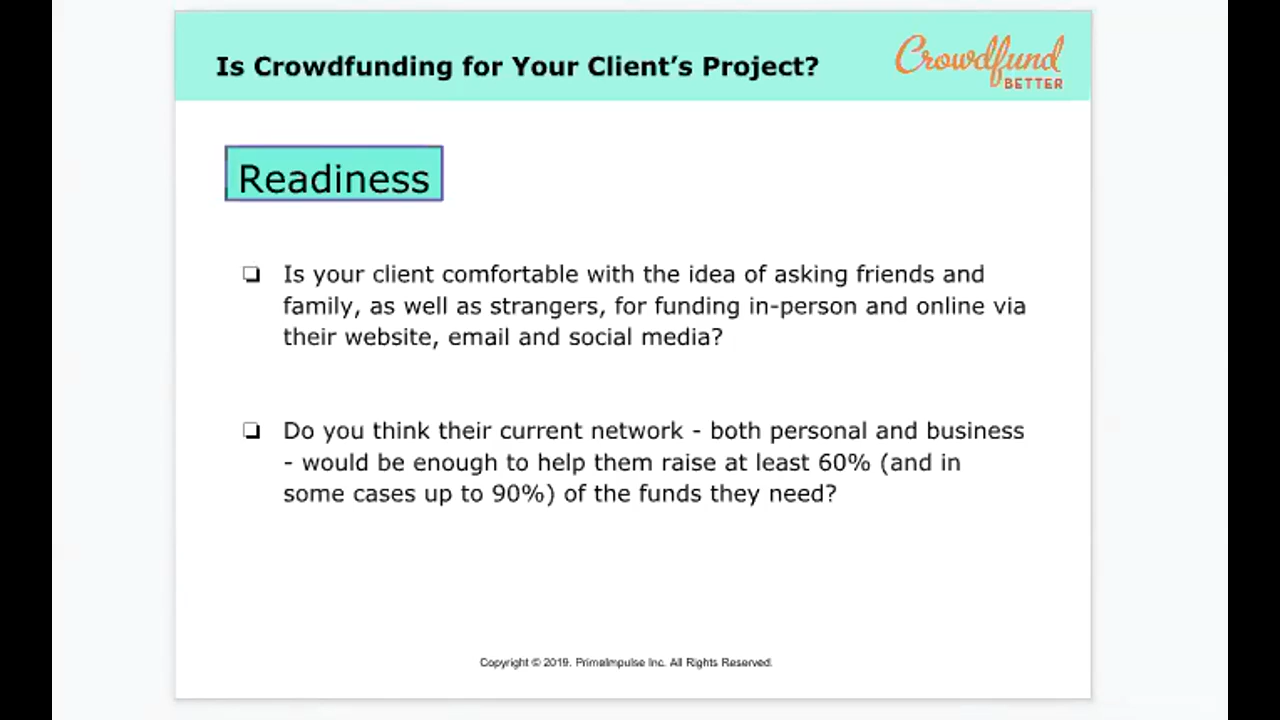 Is Crowdfunding for Your Client's Project?
Crowdfund
BETTER
Readiness
❏ Is your client comfortable with the idea of asking friends and
family, as well as strangers, for funding in-person and online via
their website, email and social media?
❏ Do you think their current network - both personal and business
- would be enough to help them raise at least 60% (and in
some cases up to 90%) of the funds they need?
Copyright © 2019. PrimeImpulse Inc. All Rights Reserved.